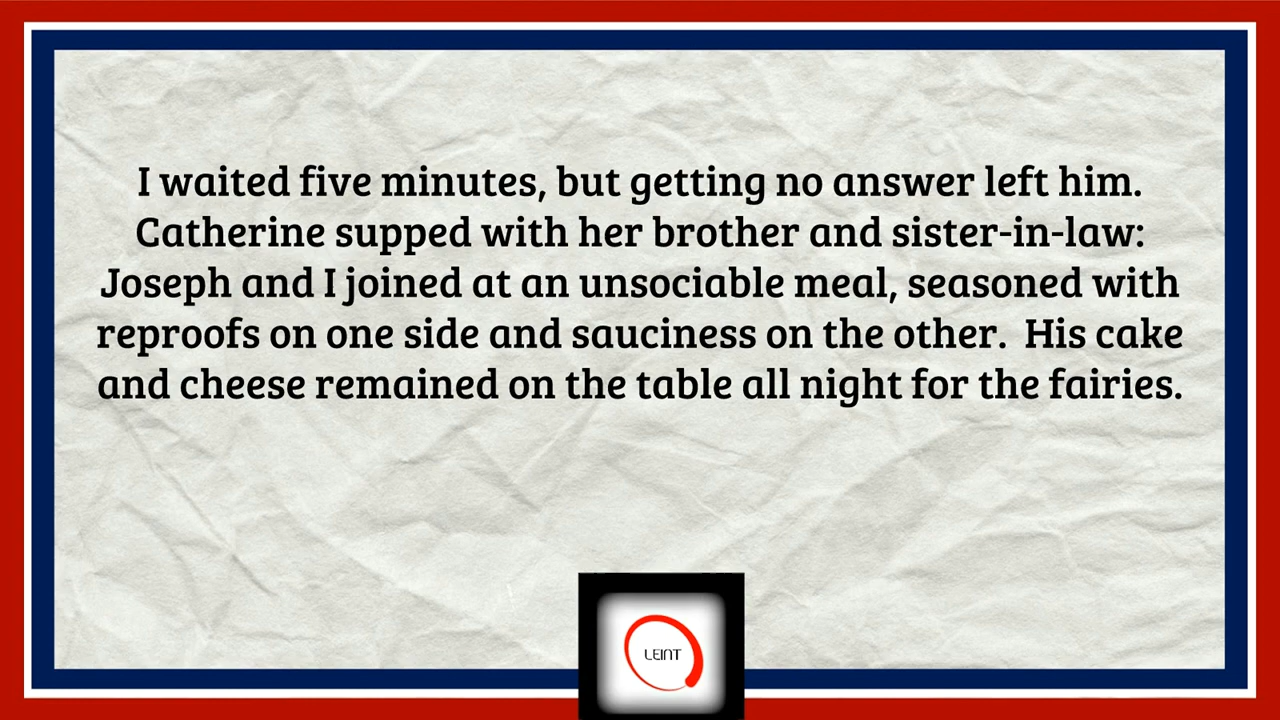 I waited five minutes, but getting no answer left him.
Catherine supped with her brother and sister-in-law:
Joseph and I joined at an unsociable meal, seasoned with
reproofs on one side and sauciness on the other.  His cake
and cheese remained on the table all night for the fairies.
LEINT